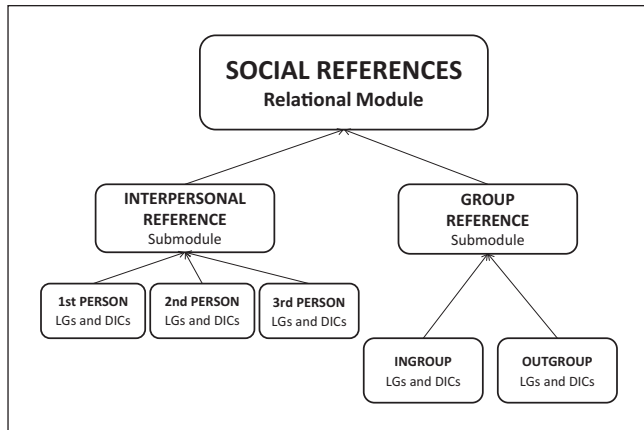 SOCIAL REFERENCES
Relational Module
INTERPERSONAL
REFERENCE
Submodule
GROUP
REFERENCE
Submodule
1st PERSON
LGs and DICs
2nd PERSON
LGs and DICs
3rd PERSON
LGs and DICs
INGROUP
LGs and DICs
OUTGROUP
LGs and DICs